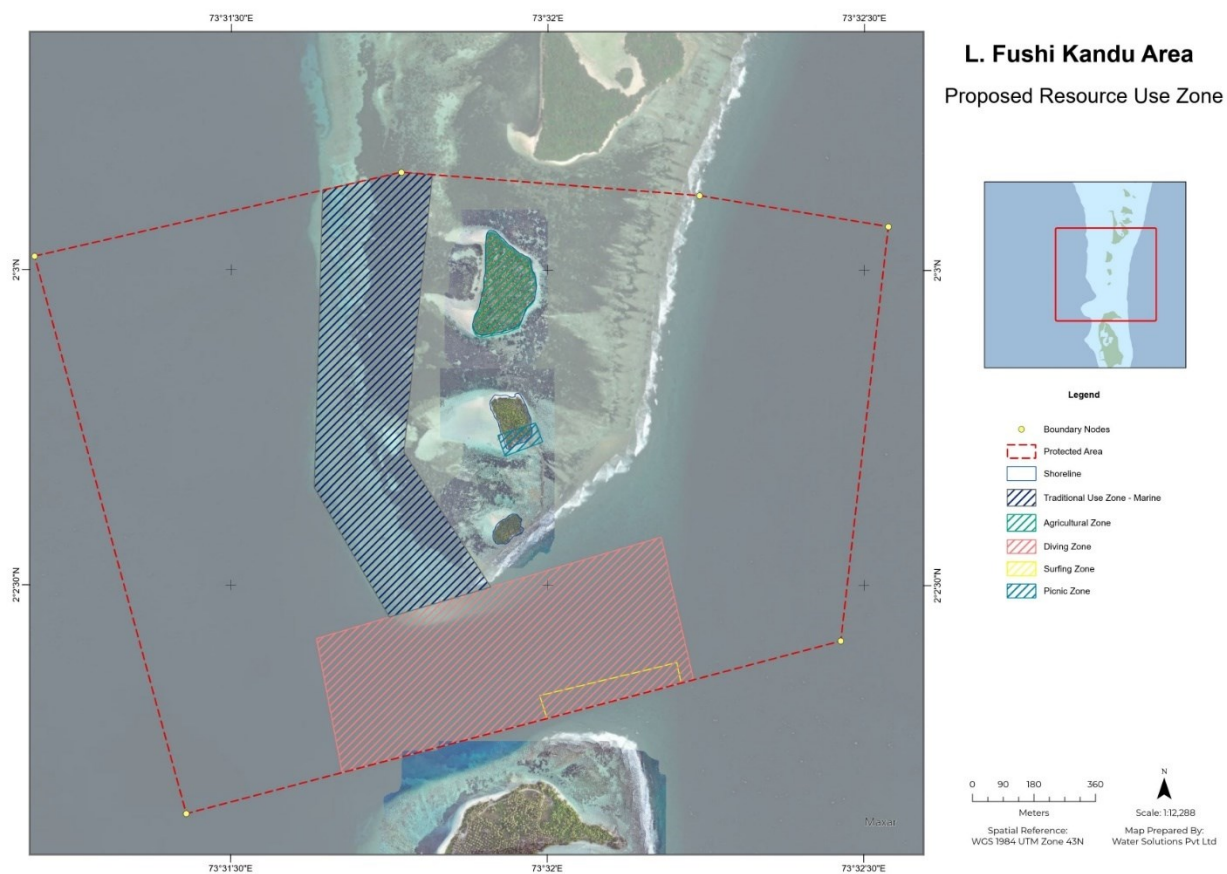 73°31'30"E
73°32'E
73°32'30"E
L. Fushi Kandu Area
Proposed Resource Use Zone
2°3'N
2°3'N
Legend
Boundary Nodes
Protected Area
Shoreline
Traditional Use Zone - Marine
Agricultural Zone
Diving Zone
Surfing Zone
Picnic Zone
2°2'30"N
2°2'30"N
N
0 90 180 360
Meters
Scale: 1:12,288
Spatial Reference:
WGS 1984 UTM Zone 43N
Map Prepared By:
Water Solutions Pvt Ltd
Maxar
73°31'30"E
73°32'E
73°32'30"E